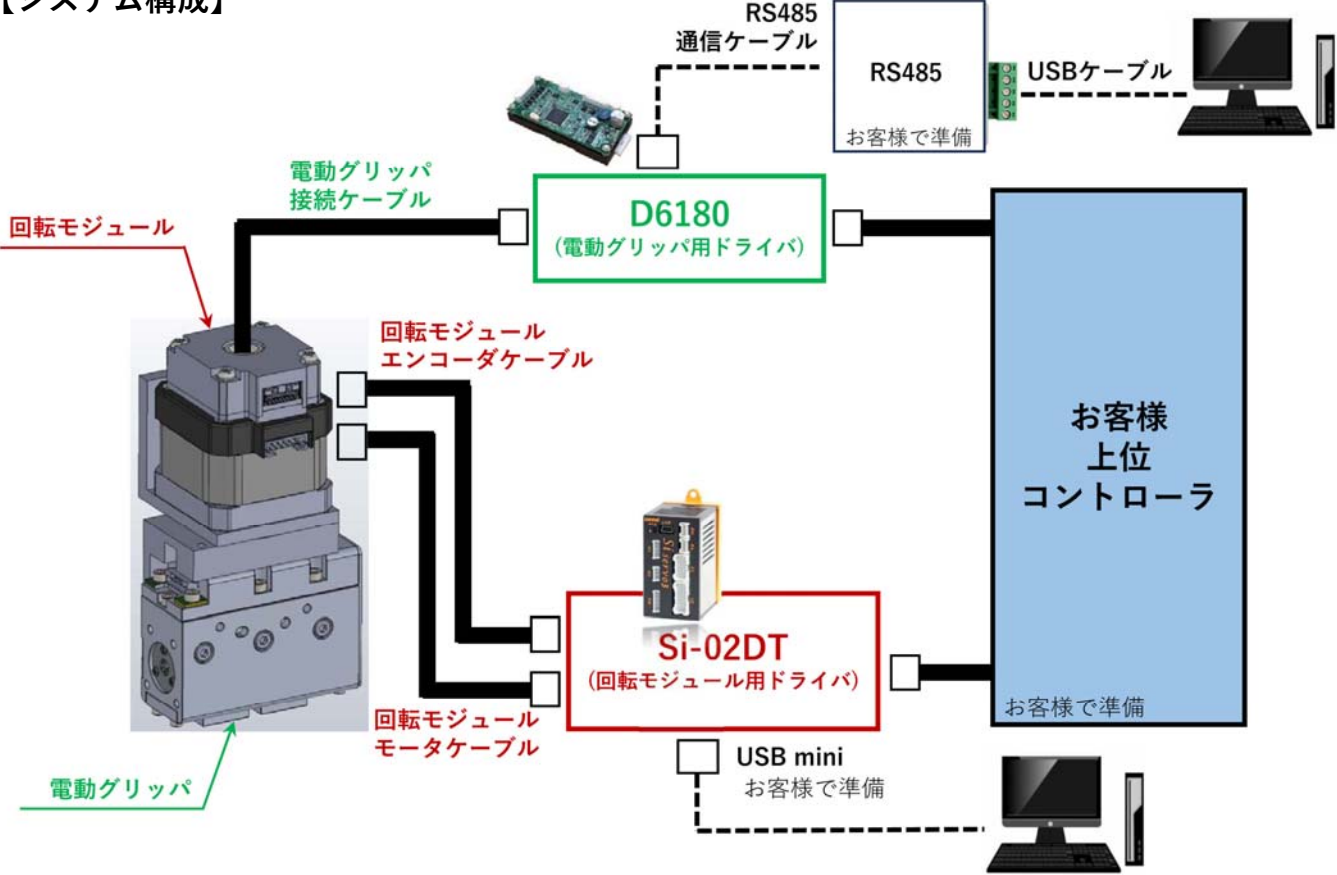 【システム構成】
RS485
通信ケーブル
RS485
お客様で準備
USBケーブル
電動グリッパ
接続ケーブル
D6180
(電動グリッパ用ドライバ)
回転モジュール
回転モジュール
エンコーダケーブル
お客様
上位
コントローラ
お客様で準備
Si servo3
Si-02DT
(回転モジュール用ドライバ)
回転モジュール
モータケーブル
USB mini
お客様で準備
電動グリッパ